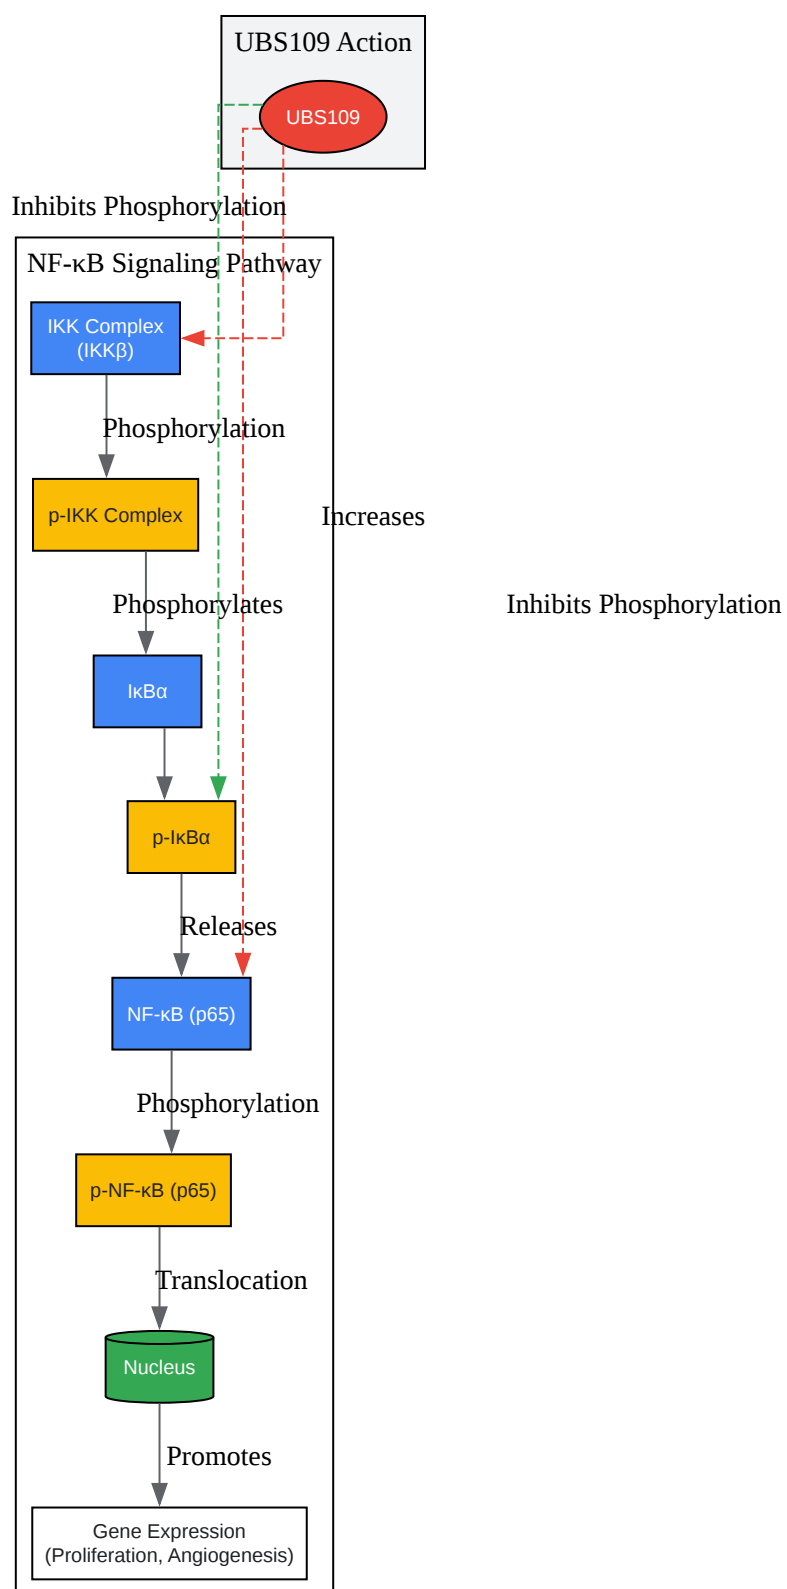 UBS109 Action
UBS109
Inhibits Phosphorylation
NF-κB Signaling Pathway
IKK Complex
(IKKβ)
Phosphorylation
p-IKK Complex
Increases
Phosphorylates
Inhibits Phosphorylation
IκBα
p-IκBα
Releases
NF-κB (p65)
Phosphorylation
p-NF-κB (p65)
Translocation
Nucleus
Promotes
Gene Expression
(Proliferation, Angiogenesis)